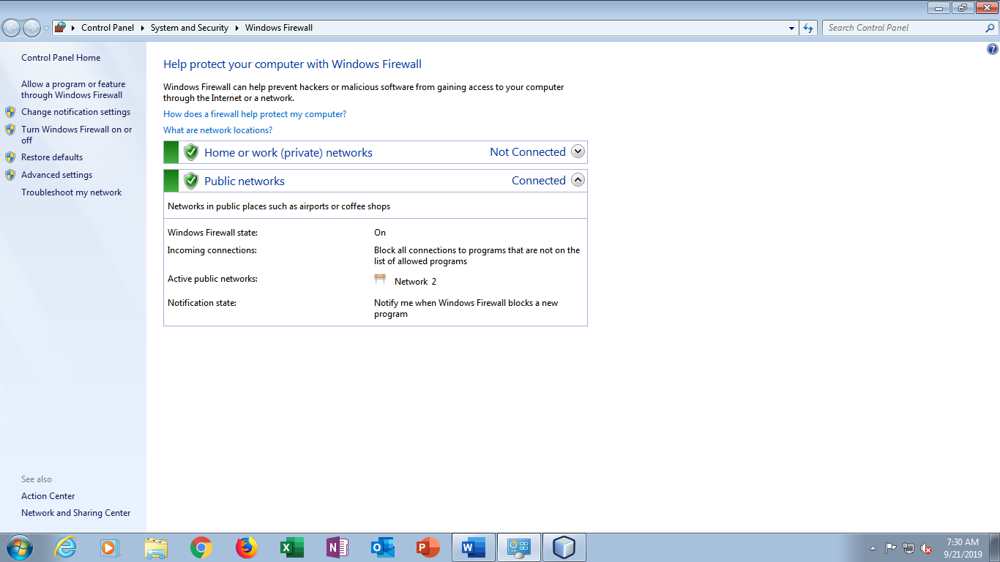 Control Panel System and Security Windows Firewall
Search Control Panel
Control Panel Home
Allow a program or feature
through Windows Firewall
Change notification settings
Turn Windows Firewall on or
off
Restore defaults
Advanced settings
Troubleshoot my network
See also
Action Center
Network and Sharing Center
Help protect your computer with Windows Firewall
Windows Firewall can help prevent hackers or malicious software from gaining access to your computer
through the Internet or a network.
How does a firewall help protect my computer?
What are network locations?
Home or work (private) networks Not Connected
Public networks Connected
Networks in public places such as airports or coffee shops
Windows Firewall state: On
Incoming connections: Block all connections to programs that are not on the
list of allowed programs
Active public networks: Network 2
Notification state: Notify me when Windows Firewall blocks a new
program
7:30 AM
9/21/2019